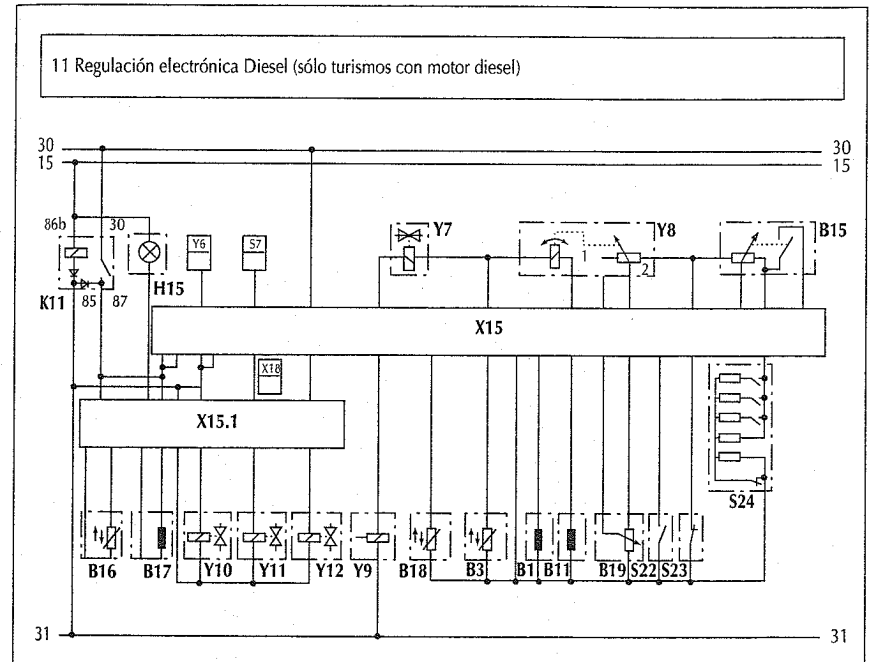 11 Regulación electrónica Diesel (sólo turismos con motor diesel)
30 30
15 15
86b 30 Y6 S7 Y7 Y8 B15
2
H15
K11 85 87
X15
X18
X15.1
S24
B16 B17 Y10 Y11 Y12 Y9 B18 B3 B1 B11 B19 S22 S23
31 31